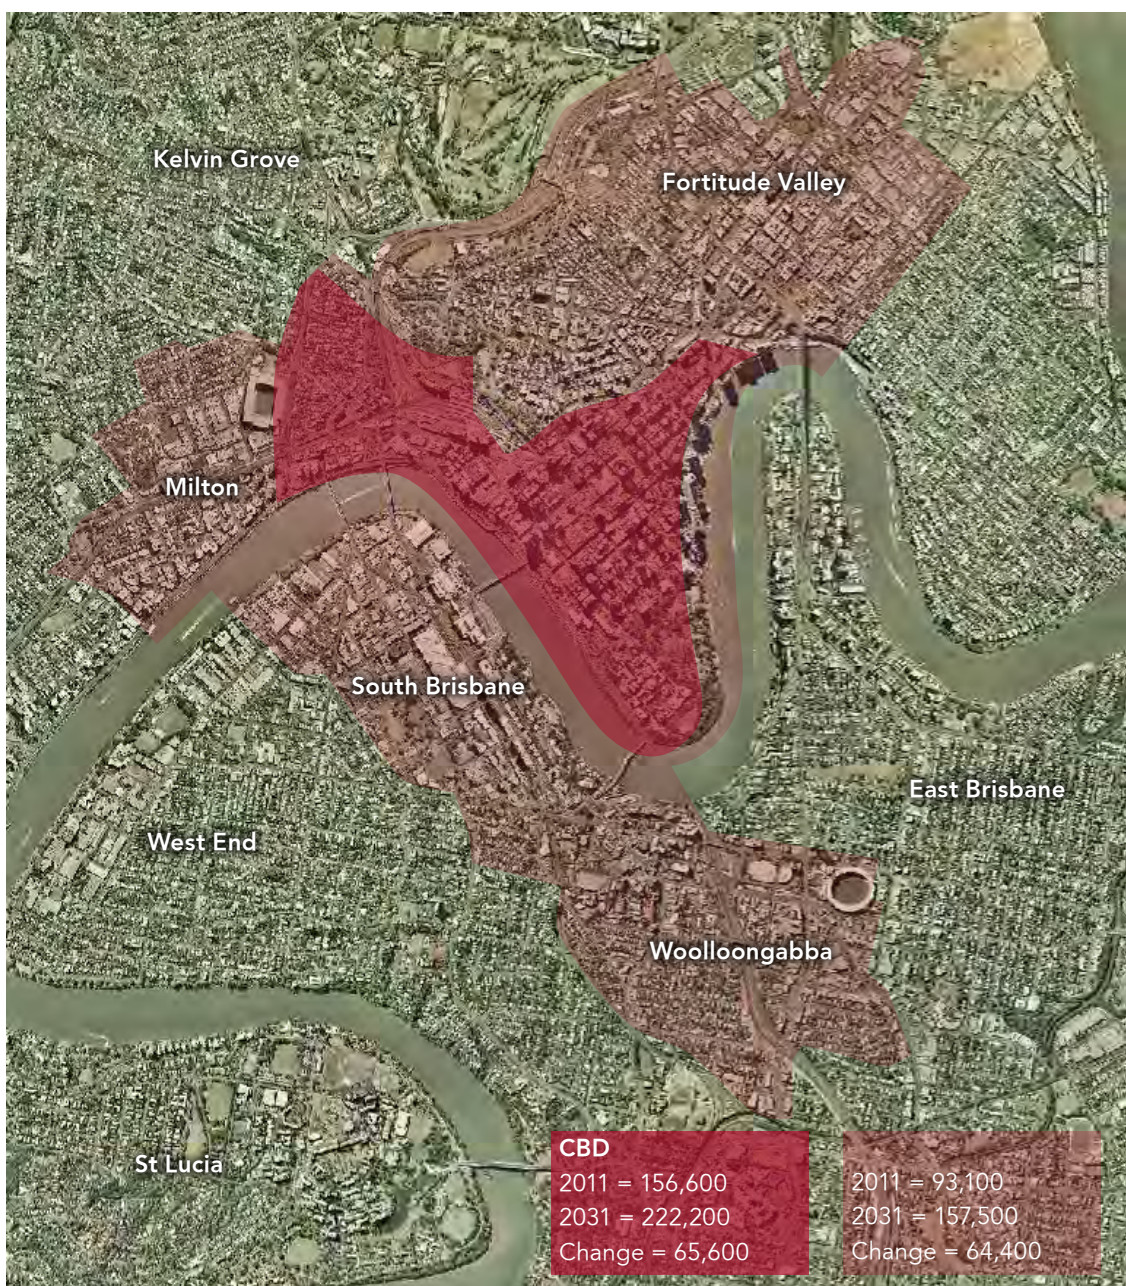 Kelvin Grove
Fortitude Valley
Milton
South Brisbane
East Brisbane
West End
Woolloongabba
St Lucia
CBD
2011 = 156,600
2031 = 222,200
Change = 65,600
2011 = 93,100
2031 = 157,500
Change = 64,400